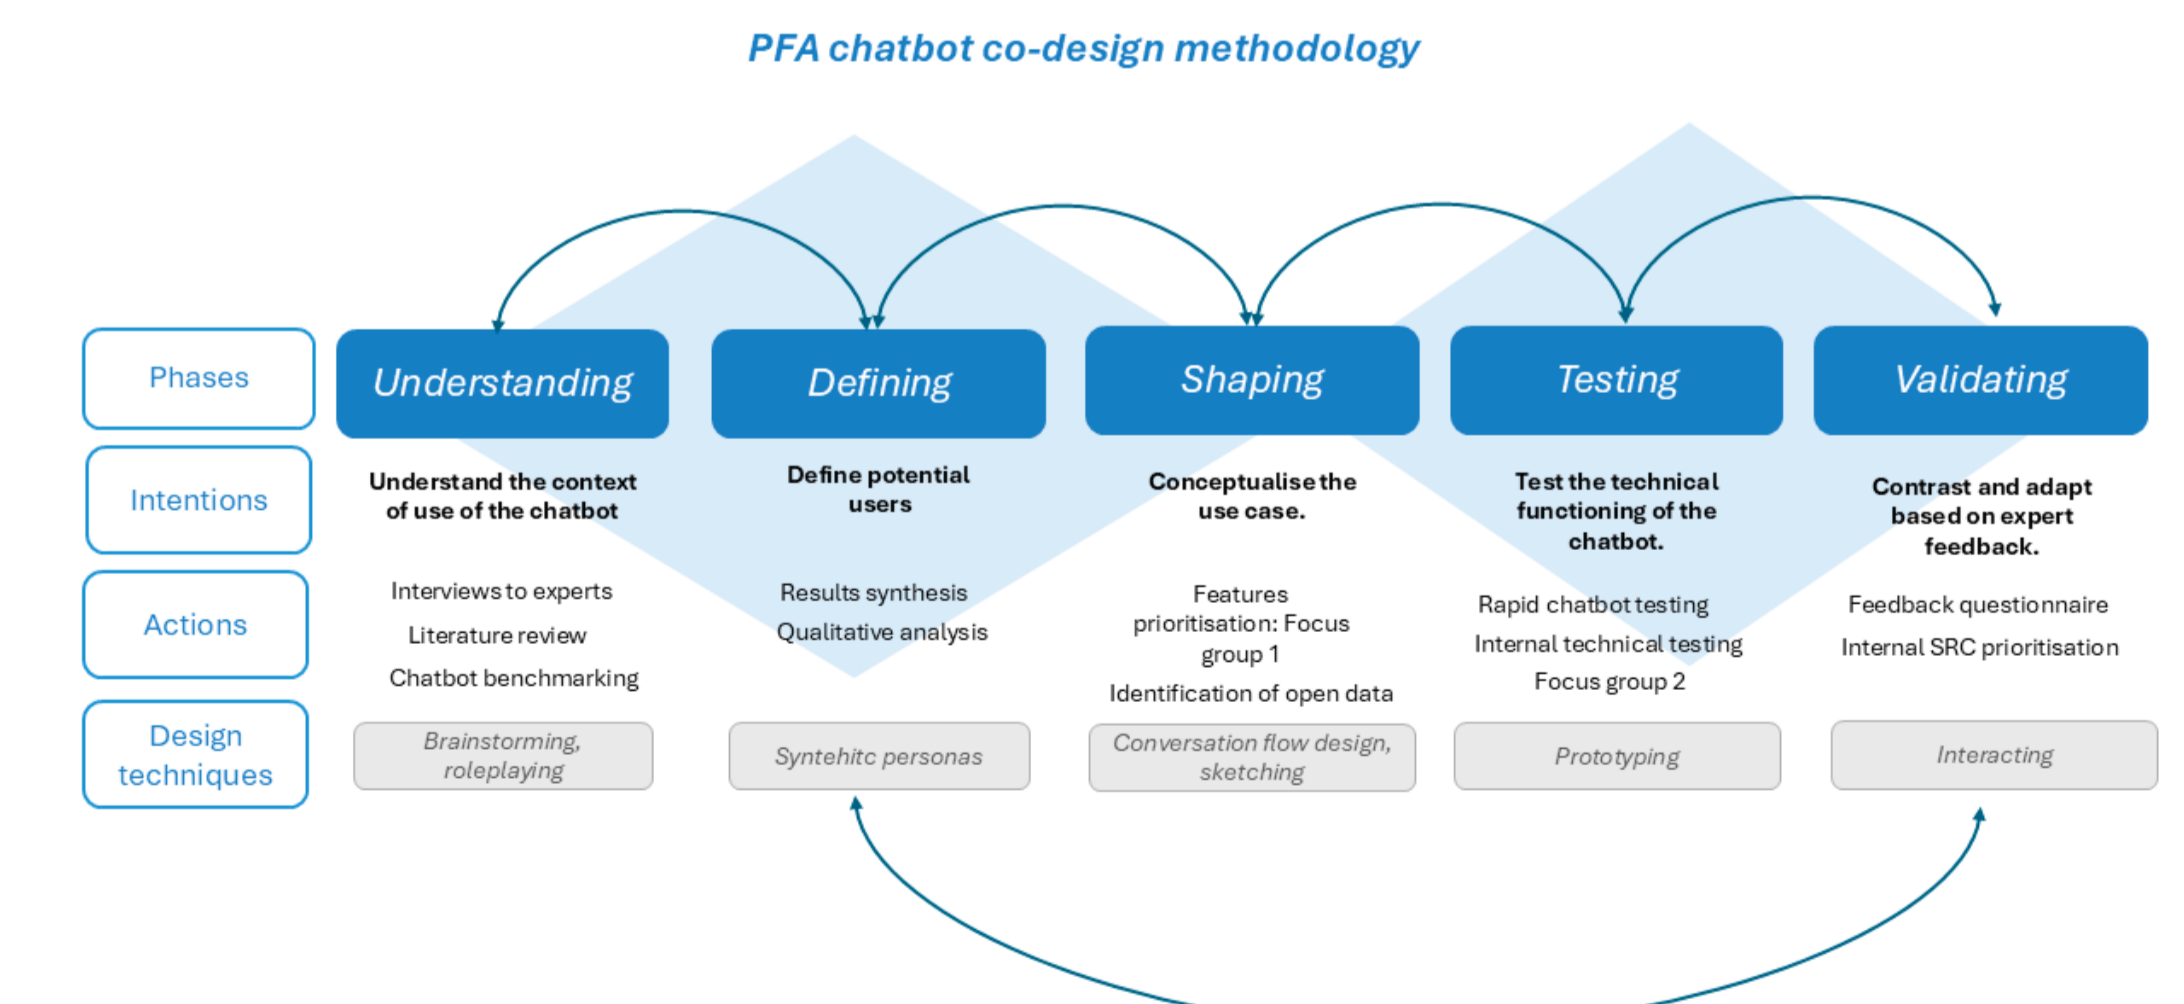 PFA chatbot co-design methodology
Phases
Understanding
Defining
Shaping
Testing
Validating
Intentions
Understand the context
of use of the chatbot
Define potential
users
Conceptualise the
use case.
Test the technical
functioning of the
chatbot.
Contrast and adapt
based on expert
feedback.
Actions
Interviews to experts
Literature review
Chatbot benchmarking
Results synthesis
Qualitative analysis
Features
prioritisation: Focus
group 1
Identification of open data
Rapid chatbot testing
Internal technical testing
Focus group 2
Feedback questionnaire
Internal SRC prioritisation
Design
techniques
Brainstorming,
roleplaying
Syntehitc personas
Conversation flow design,
sketching
Prototyping
Interacting